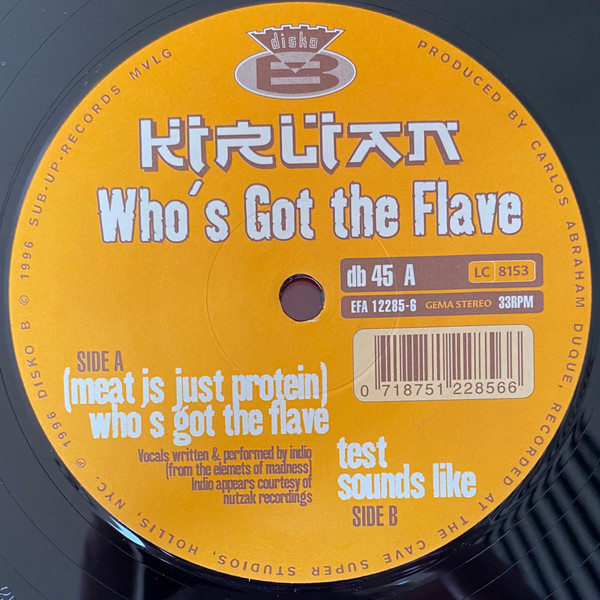 disko
B
KIRLÏAN
Who´s Got the Flave
db 45 A
LC 8153
EFA 12285-6 GEMA STEREO 33RPM
0 718751 228566
SIDE A
(meat js just protein)
who s got the flave
Vocals written & performed by indio
(from the elemets of madness)
Indio appears courtesy of
nutzak recordings
test
sounds like
SIDE B
PRODUCED BY CARLOS ABRAHAM DUQUE, RECORDED AT THE CAVE SUPER STUDIOS, HOLLIS, NYC. ℗ 1996 DISKO B © 1996 SUB-UP-RECORDS MVLG